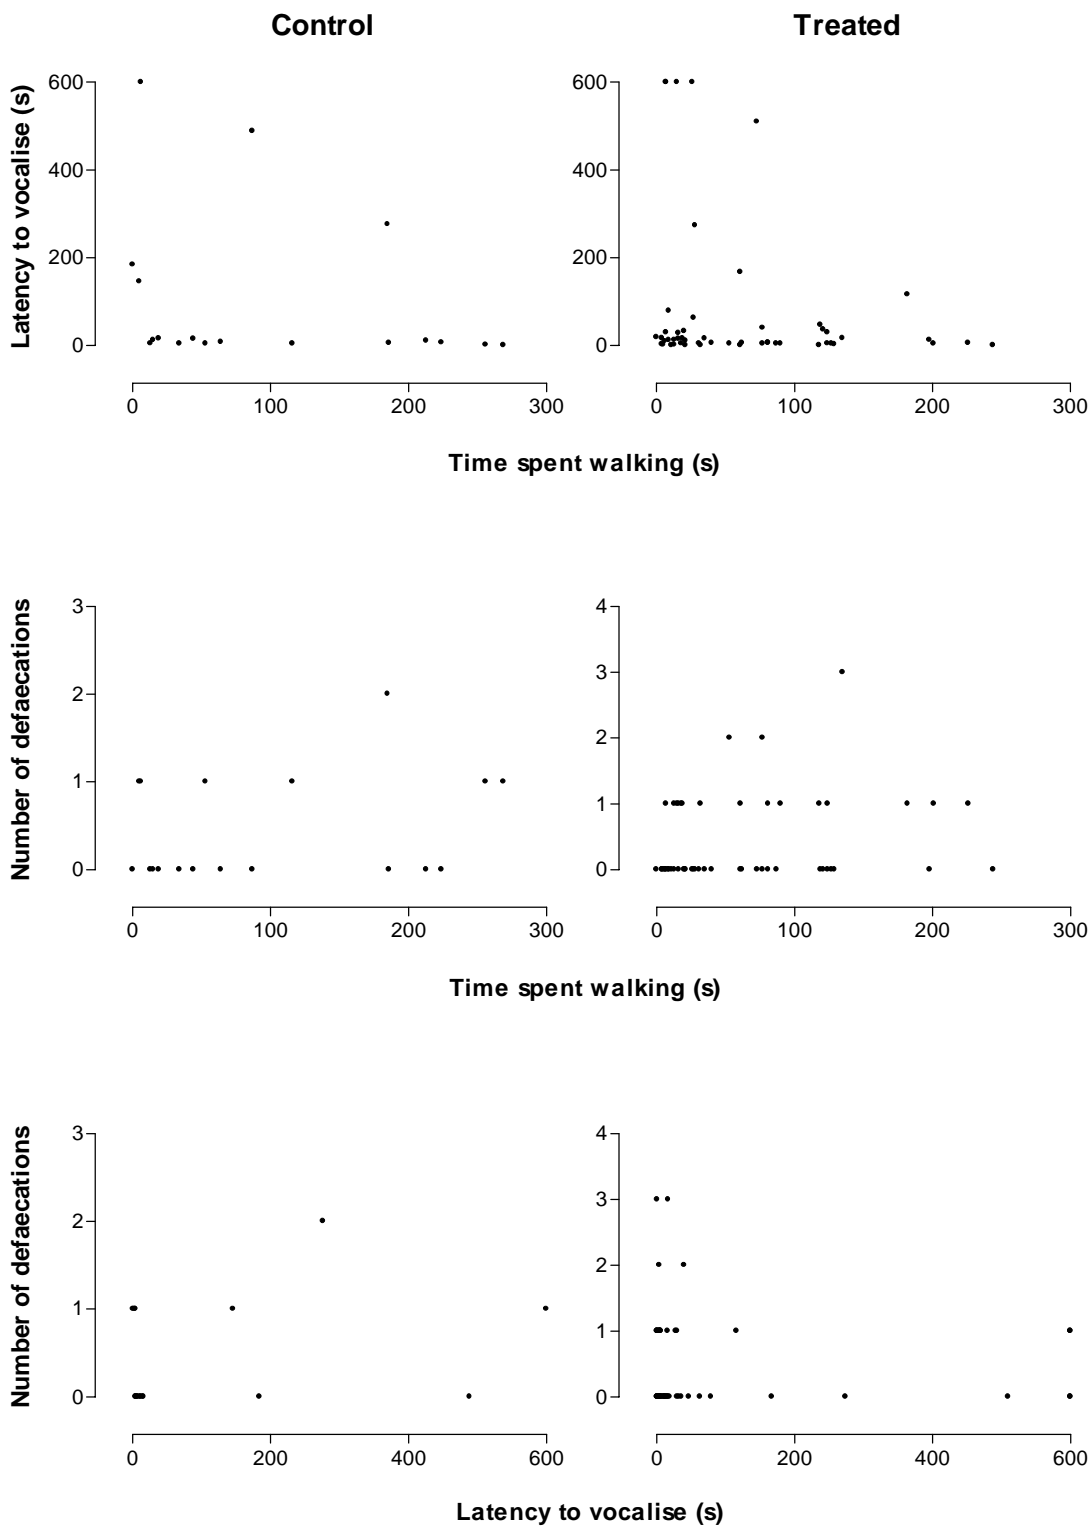 Control Treated
Latency to vocalise (s)
600 400 200 0
600 400 200 0
0 100 200 300
0 100 200 300
Time spent walking (s)
Number of defaecations
3 2 1 0
4 3 2 1 0
0 100 200 300
0 100 200 300
Time spent walking (s)
Number of defaecations
3 2 1 0
4 3 2 1 0
0 200 400 600
0 200 400 600
Latency to vocalise (s)